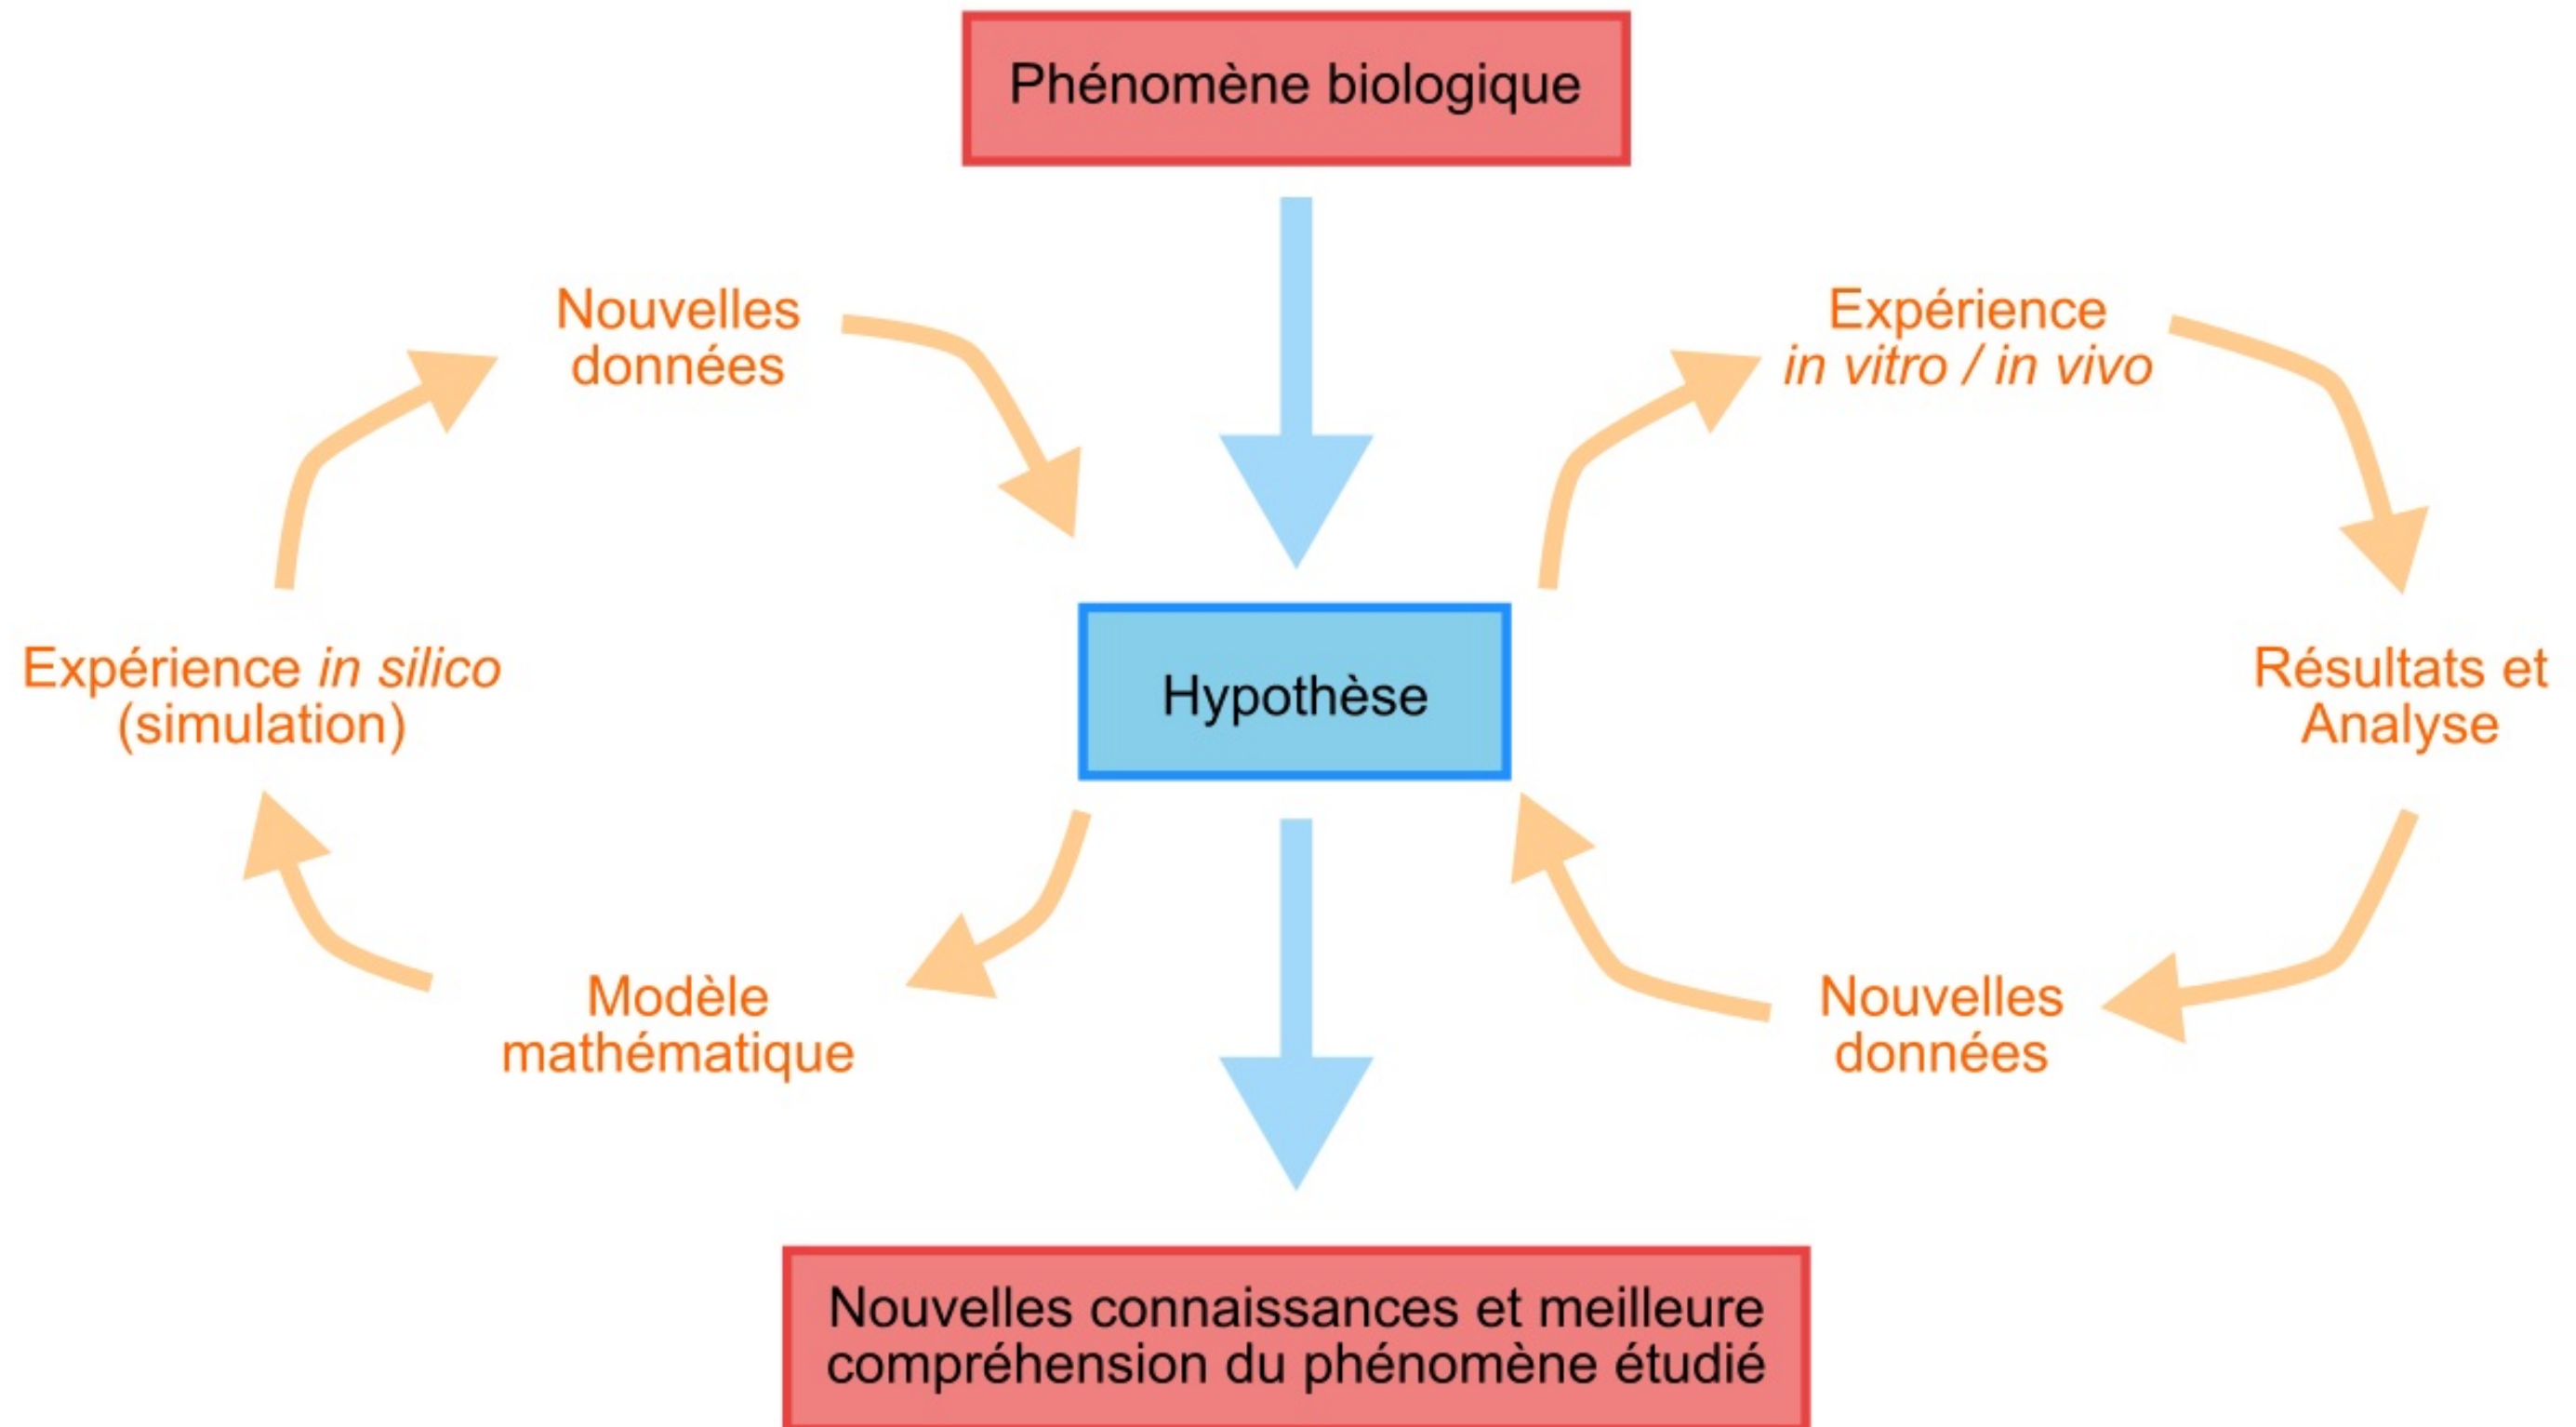 Phénomène biologique
Nouvelles
données
Expérience
in vitro / in vivo
Expérience in silico
(simulation)
Hypothèse
Résultats et
Analyse
Modèle
mathématique
Nouvelles
données
Nouvelles connaissances et meilleure
compréhension du phénomène étudié